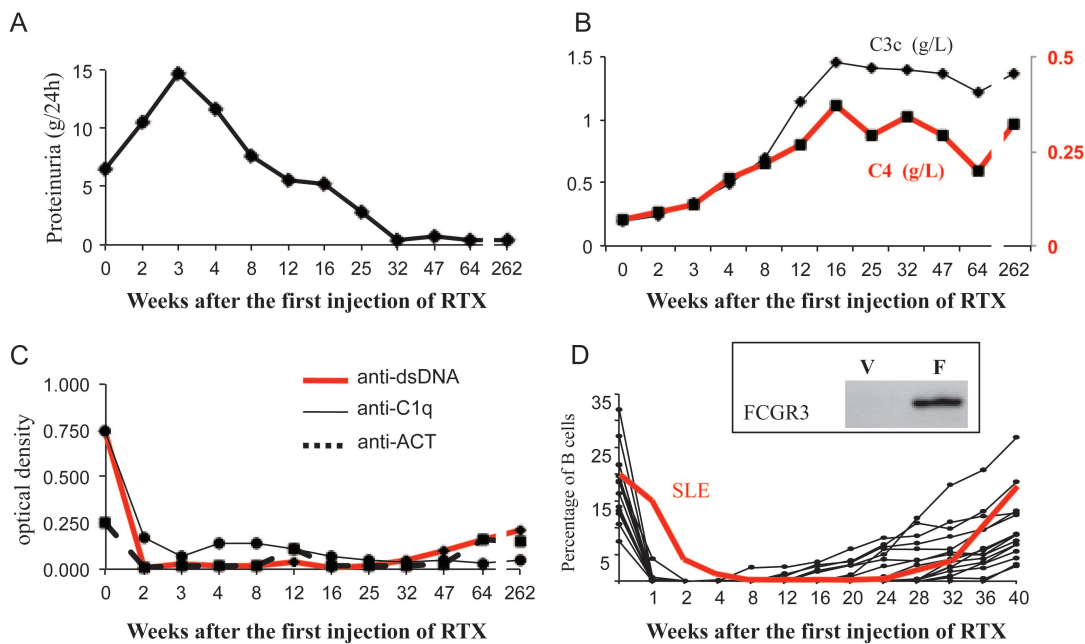 A
Proteinuria (g/24h)
15
10
5
0
0 2 3 4 8 12 16 25 32 47 64 262
Weeks after the first injection of RTX
B
C3c (g/L)
1.5
1
0.5
0
0.5
0.25
0
C4 (g/L)
0 2 3 4 8 12 16 25 32 47 64 262
Weeks after the first injection of RTX
C
optical density
1.000
0.750
0.500
0.250
0.000
anti-dsDNA
anti-C1q
anti-ACT
0 2 3 4 8 12 16 25 32 47 64 262
Weeks after the first injection of RTX
D
V F
FCGR3
Percentage of B cells
35
25
15
5
SLE
1 2 4 8 12 16 20 24 28 32 36 40
Weeks after the first injection of RTX